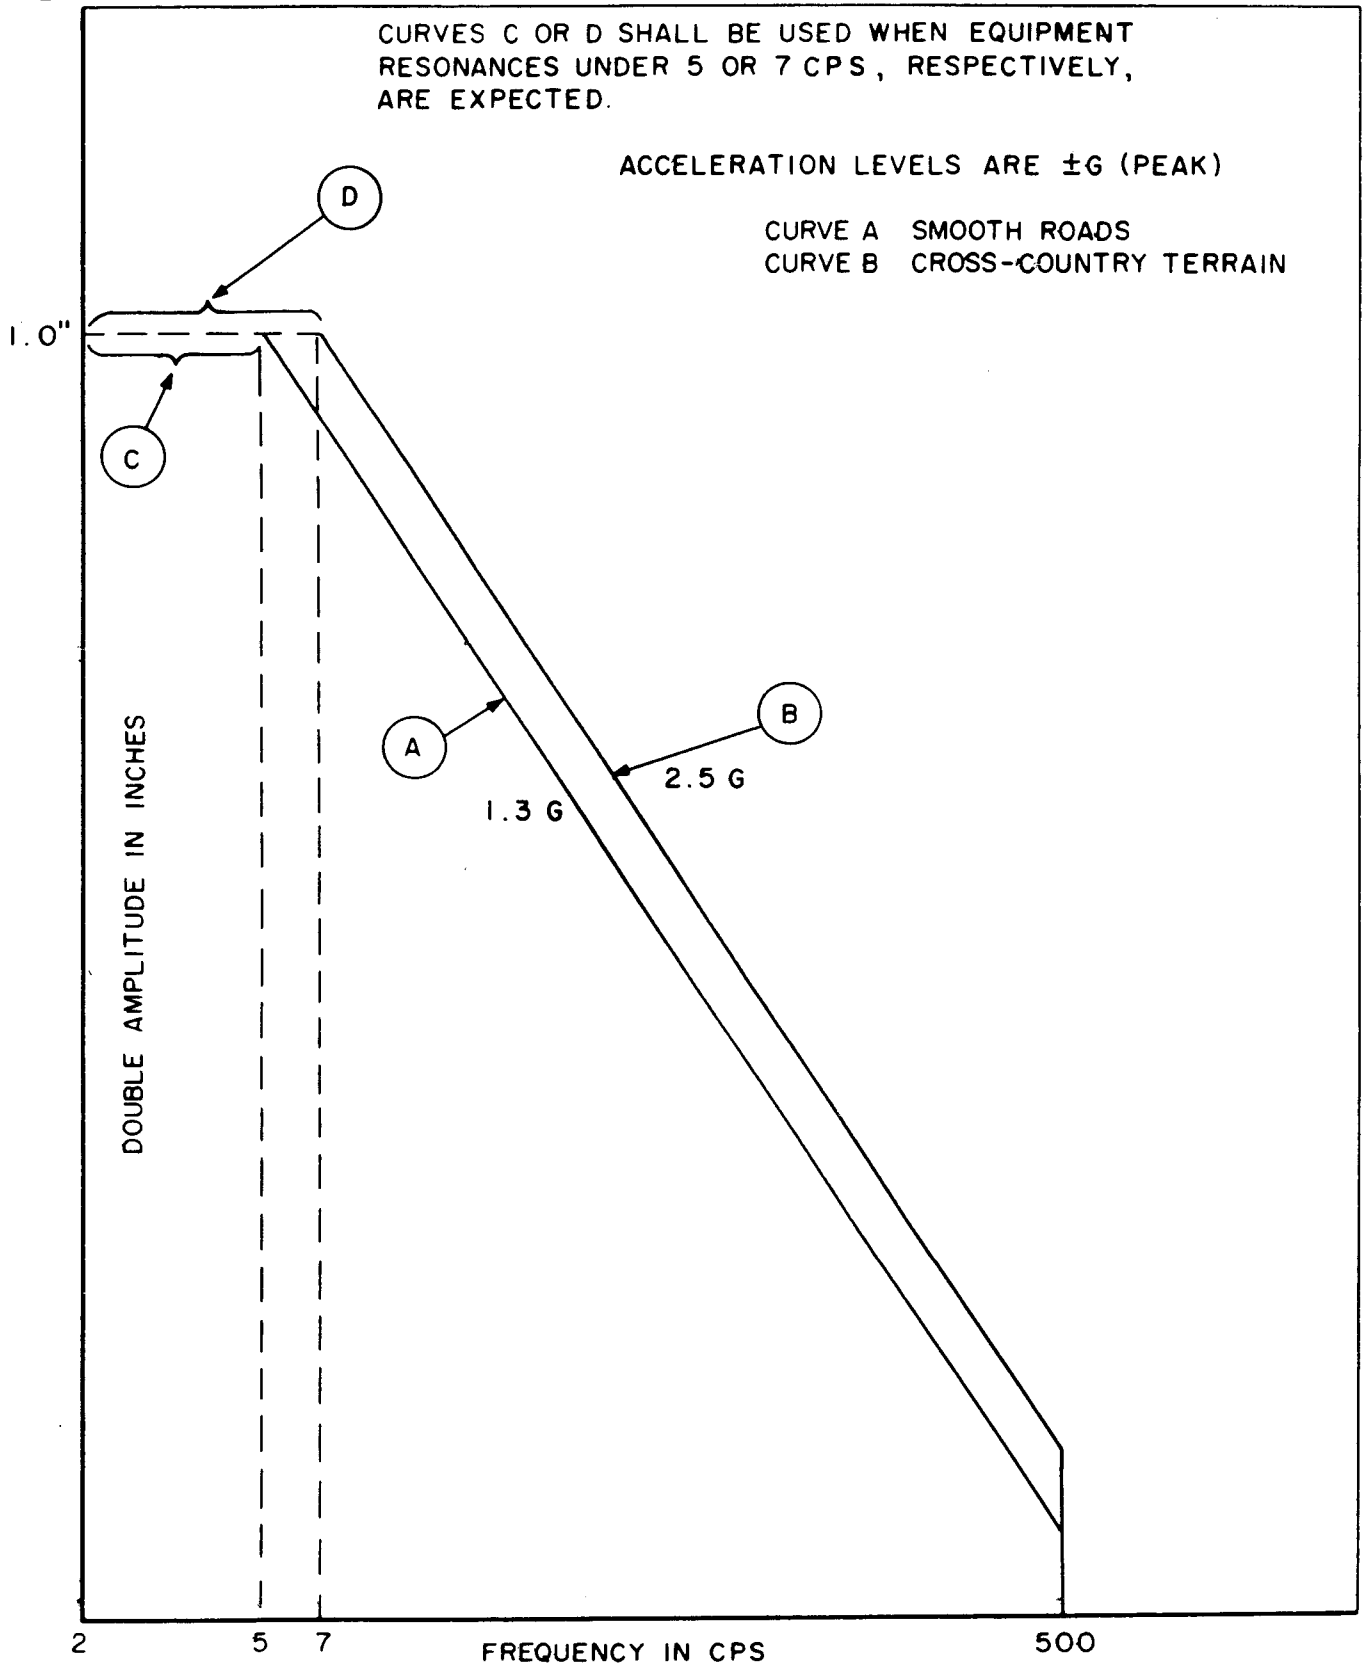 CURVES C OR D SHALL BE USED WHEN EQUIPMENT
RESONANCES UNDER 5 OR 7 CPS, RESPECTIVELY,
ARE EXPECTED.
ACCELERATION LEVELS ARE ±G (PEAK)
CURVE A SMOOTH ROADS
CURVE B CROSS-COUNTRY TERRAIN
D
1.0"
C
A
B
2.5 G
1.3 G
DOUBLE AMPLITUDE IN INCHES
2 5 7 500
FREQUENCY IN CPS